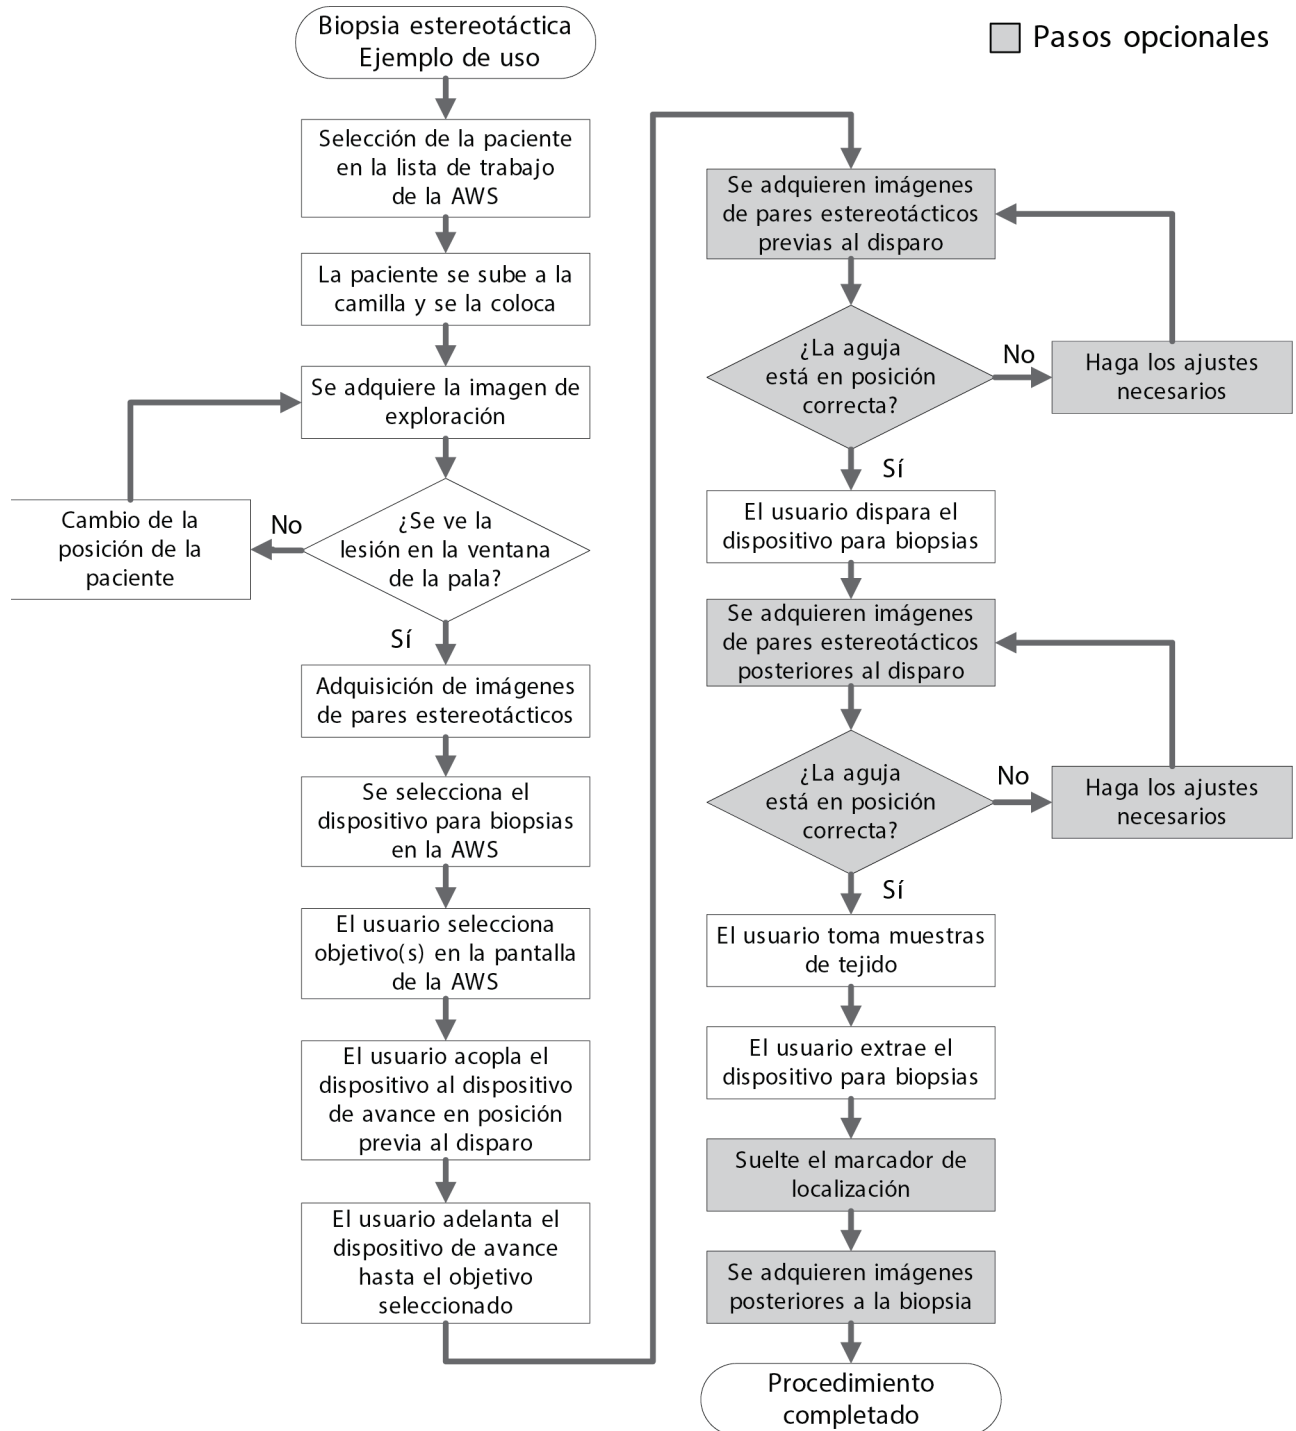 Biopsia estereotáctica
Ejemplo de uso
Pasos opcionales
Selección de la paciente
en la lista de trabajo
de la AWS
La paciente se sube a la
camilla y se la coloca
Se adquiere la imagen de
exploración
¿Se ve la
lesión en la ventana
de la pala?
No
Cambio de la
posición de la
paciente
Sí
Adquisición de imágenes
de pares estereotácticos
Se selecciona el
dispositivo para biopsias
en la AWS
El usuario selecciona
objetivo(s) en la pantalla
de la AWS
El usuario acopla el
dispositivo al dispositivo
de avance en posición
previa al disparo
El usuario adelanta el
dispositivo de avance
hasta el objetivo
seleccionado
Se adquieren imágenes
de pares estereotácticos
previas al disparo
¿La aguja
está en posición
correcta?
No
Haga los ajustes
necesarios
Sí
El usuario dispara el
dispositivo para biopsias
Se adquieren imágenes
de pares estereotácticos
posteriores al disparo
¿La aguja
está en posición
correcta?
No
Haga los ajustes
necesarios
Sí
El usuario toma muestras
de tejido
El usuario extrae el
dispositivo para biopsias
Suelte el marcador de
localización
Se adquieren imágenes
posteriores a la biopsia
Procedimiento
completado